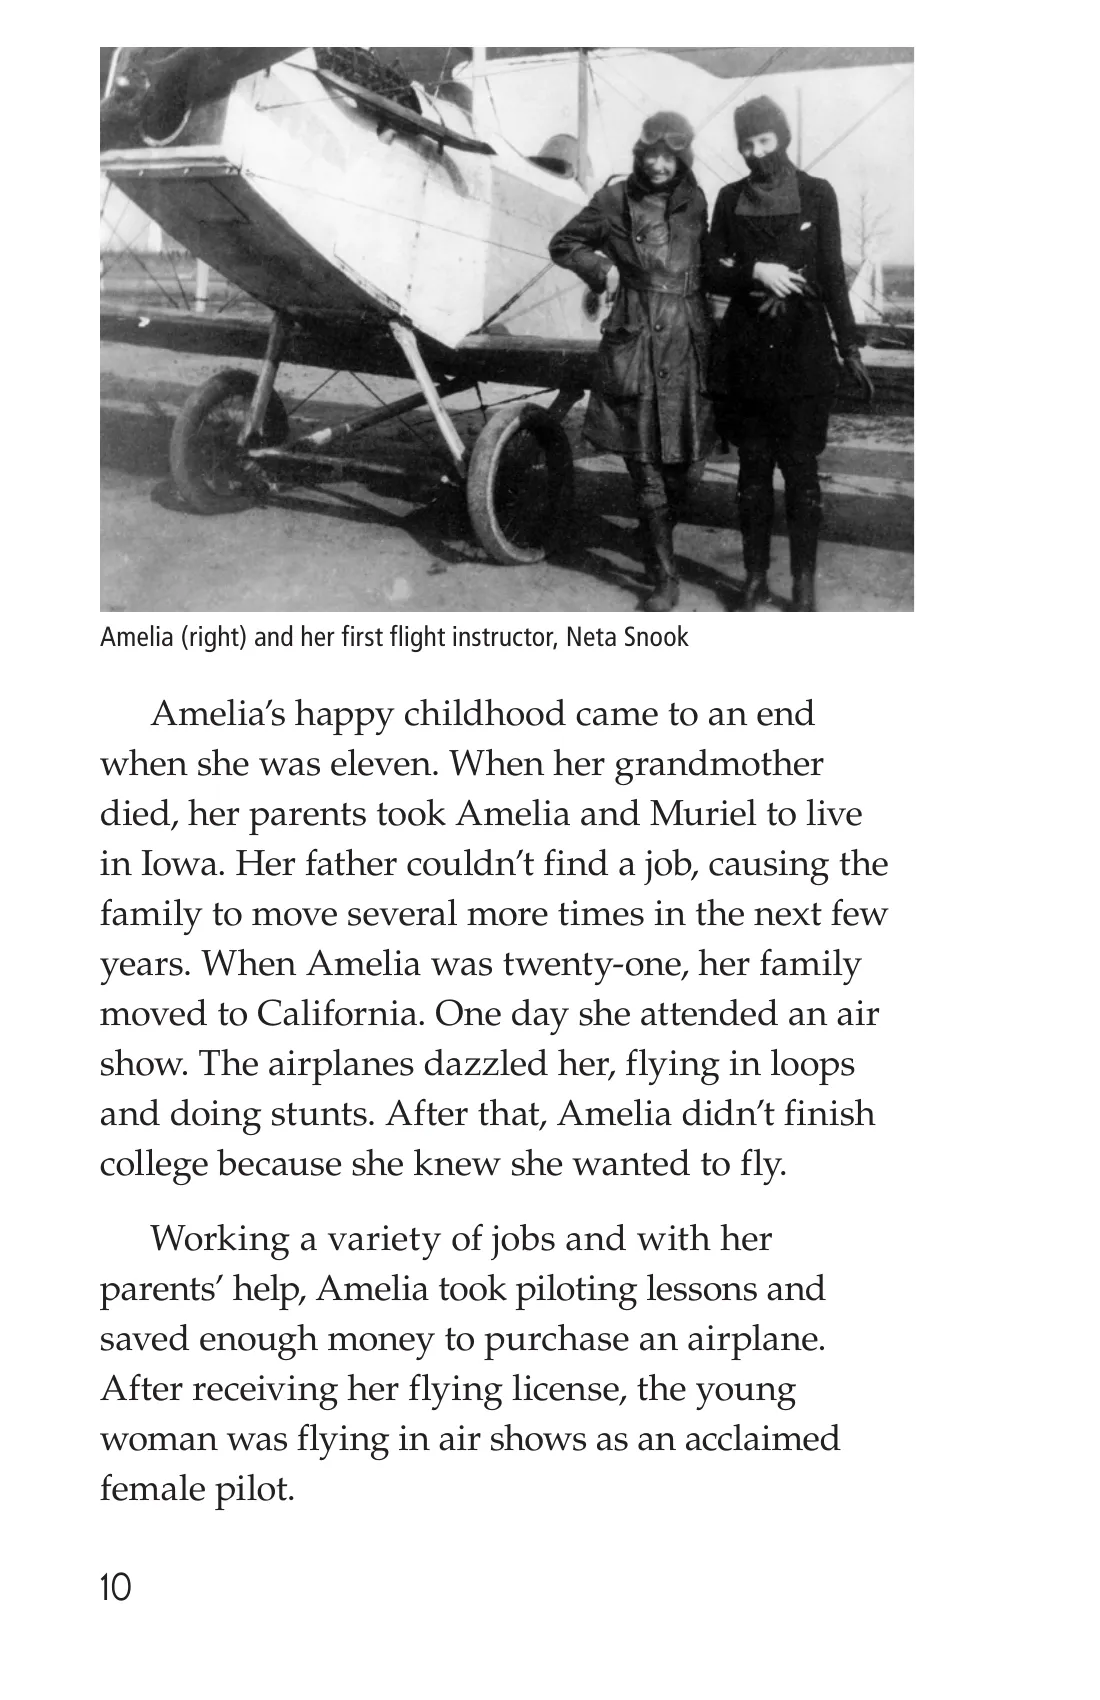 Amelia (right) and her first flight instructor, Neta Snook
Amelia’s happy childhood came to an end
when she was eleven. When her grandmother
died, her parents took Amelia and Muriel to live
in Iowa. Her father couldn’t find a job, causing the
family to move several more times in the next few
years. When Amelia was twenty-one, her family
moved to California. One day she attended an air
show. The airplanes dazzled her, flying in loops
and doing stunts. After that, Amelia didn’t finish
college because she knew she wanted to fly.
Working a variety of jobs and with her
parents’ help, Amelia took piloting lessons and
saved enough money to purchase an airplane.
After receiving her flying license, the young
woman was flying in air shows as an acclaimed
female pilot.
10